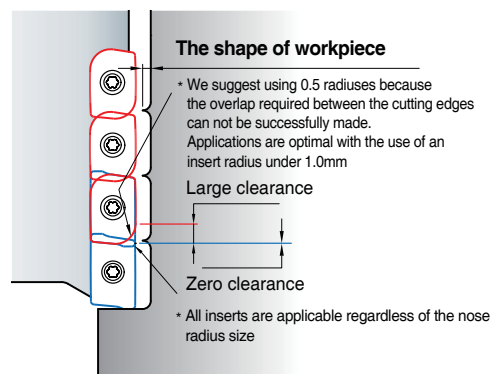 The shape of workpiece
* We suggest using 0.5 radiuses because
the overlap required between the cutting edges
can not be successfully made.
Applications are optimal with the use of an
insert radius under 1.0mm
Large clearance
Zero clearance
* All inserts are applicable regardless of the nose
radius size